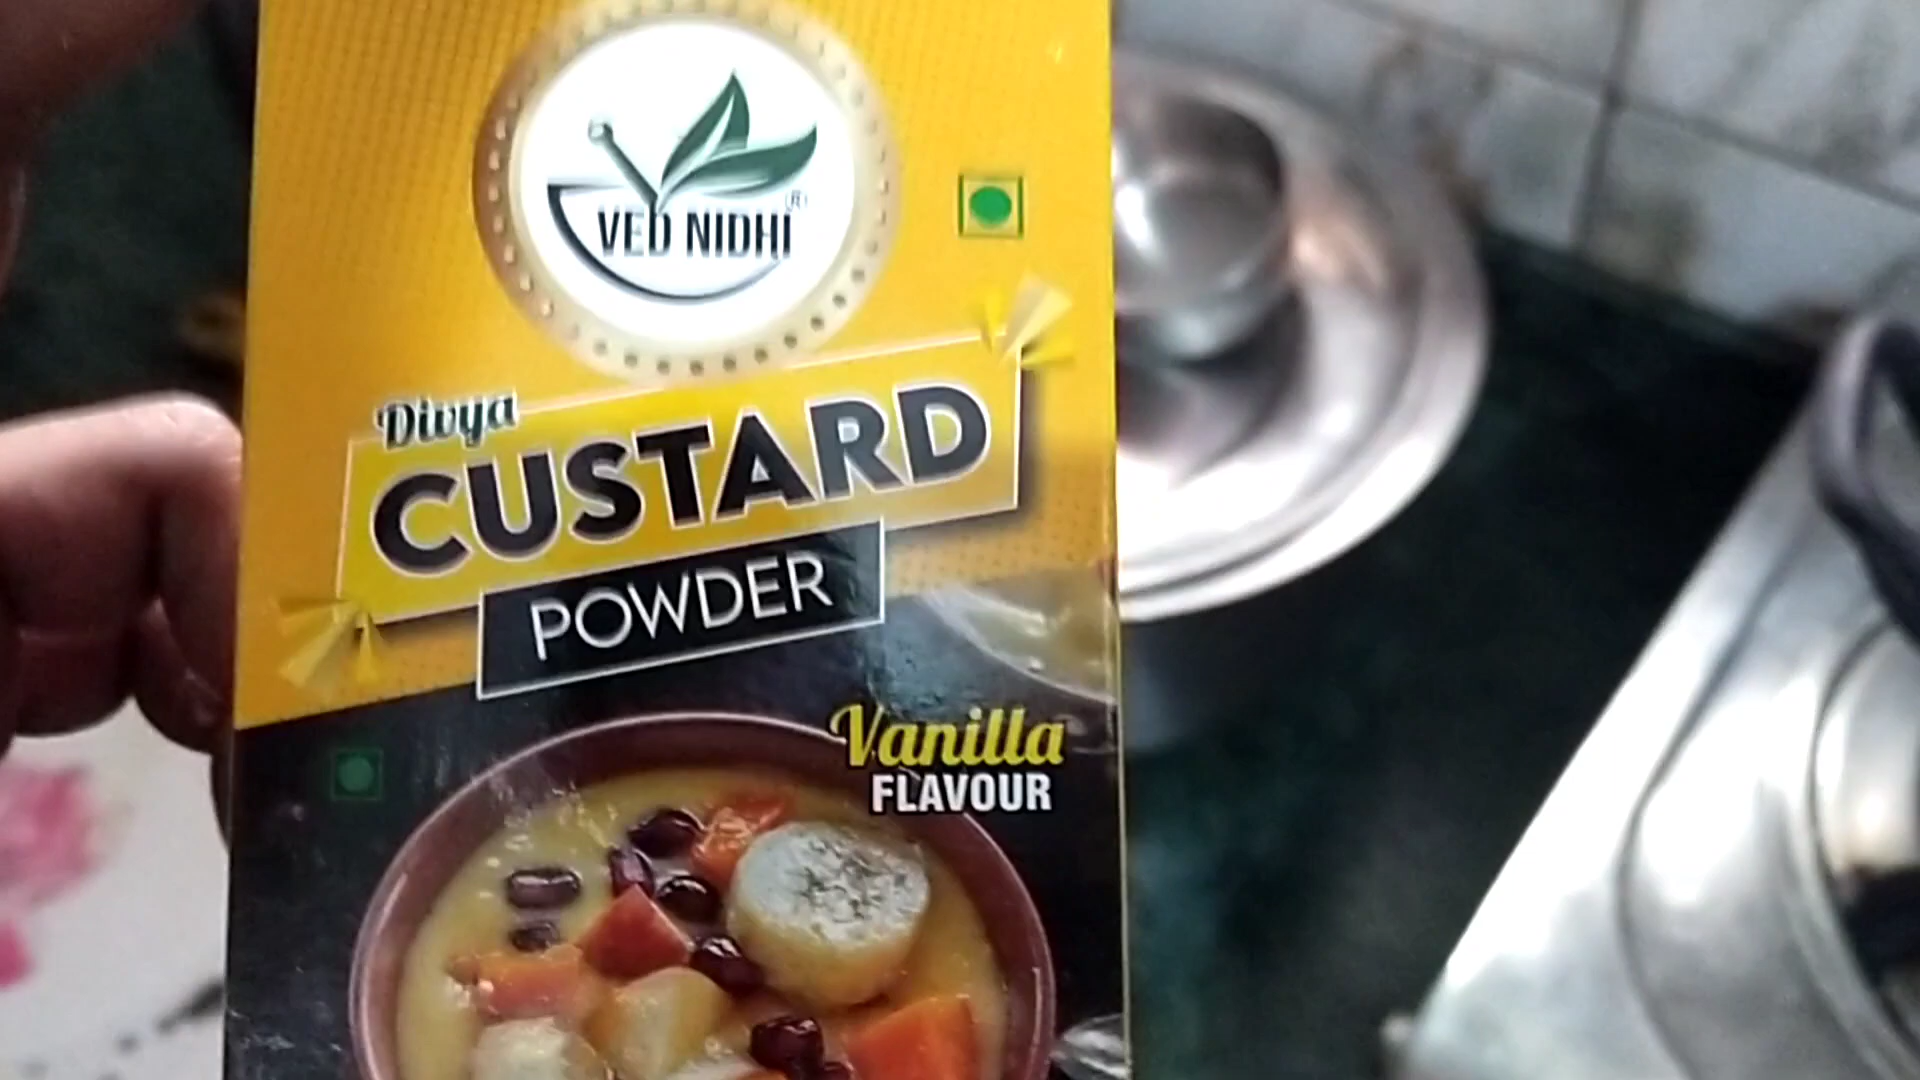 VED NIDHI
Divya
CUSTARD
POWDER
Vanilla
FLAVOUR